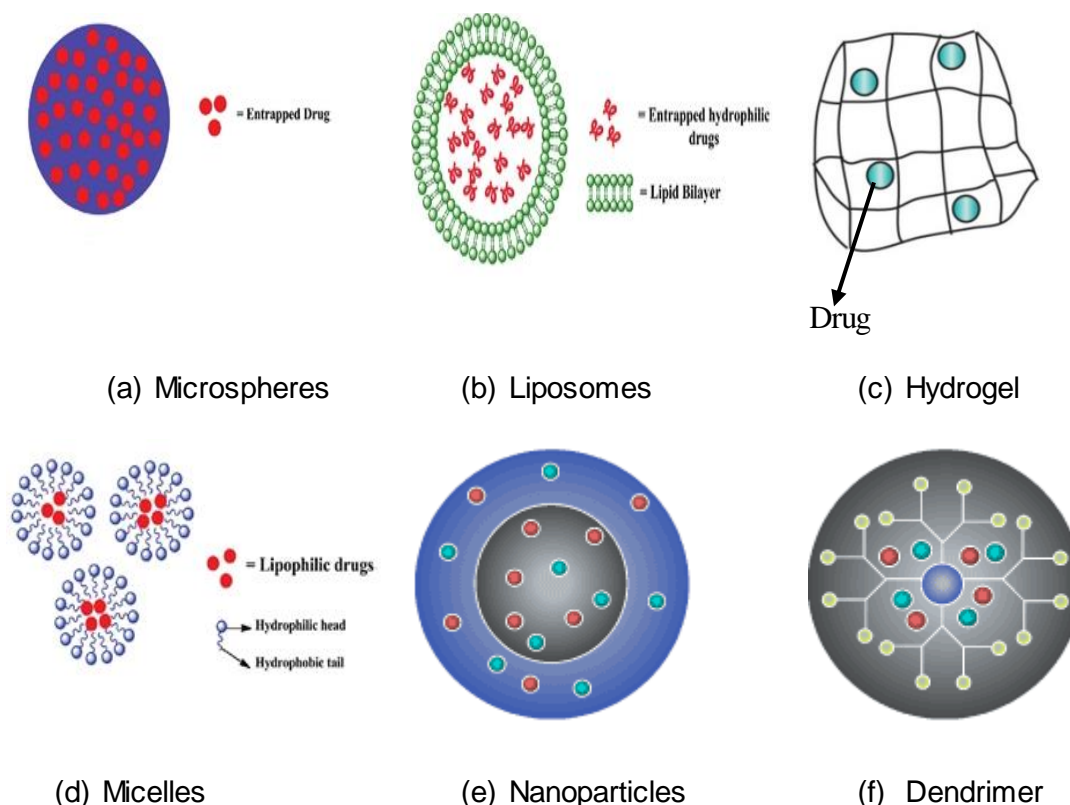 = Entrapped Drug
= Entrapped hydrophilic
drugs
= Lipid Bilayer
Drug
(a) Microspheres
(b) Liposomes
(c) Hydrogel
= Lipophilic drugs
Hydrophilic head
Hydrophobic tail
(d) Micelles
(e) Nanoparticles
(f) Dendrimer